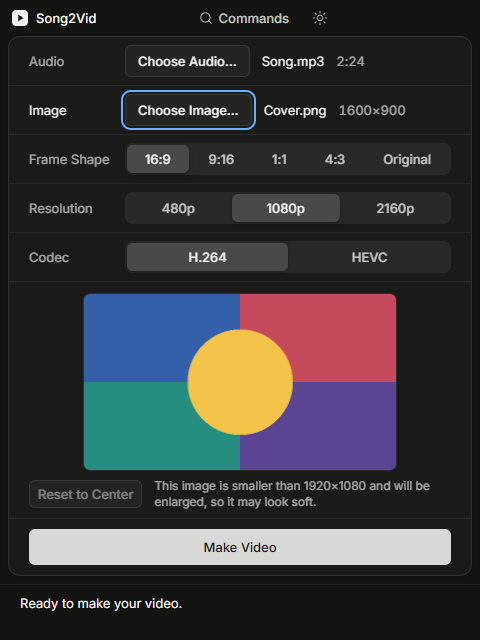 Song2Vid
Commands
Audio
Choose Audio...
Song.mp3
2:24
Image
Choose Image...
Cover.png
1600×900
Frame Shape
16:9
9:16
1:1
4:3
Original
Resolution
480p
1080p
2160p
Codec
H.264
HEVC
Reset to Center
This image is smaller than 1920×1080 and will be
enlarged, so it may look soft.
Make Video
Ready to make your video.